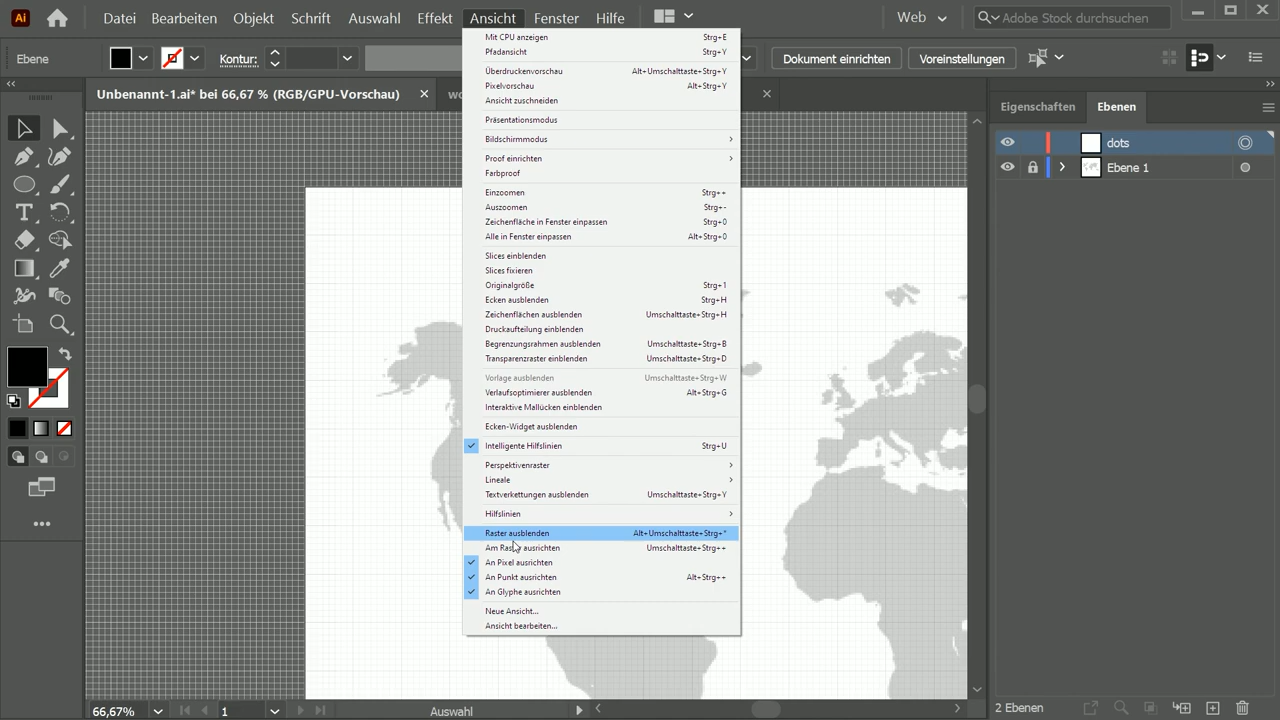 Ai
Datei Bearbeiten Objekt Schrift Auswahl Effekt Ansicht Fenster Hilfe Web Adobe Stock durchsuchen
Ebene Kontur: Dokument einrichten Voreinstellungen
Unbenannt-1.ai* bei 66,67 % (RGB/GPU-Vorschau)
Mit CPU anzeigen Strg+E
Pfadansicht Strg+Y
Überdruckenvorschau Alt+Umschalttaste+Strg+Y
Pixelvorschau Alt+Strg+Y
Ansicht zuschneiden
Präsentationsmodus
Bildschirmmodus
Proof einrichten
Farbproof
Einzoomen Strg++
Auszoomen Strg+-
Zeichenfläche in Fenster einpassen Strg+0
Alle in Fenster einpassen Alt+Strg+0
Slices einblenden
Slices fixieren
Originalgröße Strg+1
Ecken ausblenden Strg+H
Zeichenflächen ausblenden Umschalttaste+Strg+H
Druckaufteilung einblenden
Begrenzungsrahmen ausblenden Umschalttaste+Strg+B
Transparenzraster einblenden Umschalttaste+Strg+D
Vorlage ausblenden Umschalttaste+Strg+W
Verlaufsoptimierer ausblenden Alt+Strg+G
Interaktive Mallücken einblenden
Ecken-Widget ausblenden
Intelligente Hilfslinien Strg+U
Perspektivenraster
Lineale
Textverkettungen ausblenden Umschalttaste+Strg+Y
Hilfslinien
Raster ausblenden Alt+Umschalttaste+Strg+*
Am Raster ausrichten Umschalttaste+Strg++
An Pixel ausrichten
An Punkt ausrichten Alt+Strg++
An Glyphe ausrichten
Neue Ansicht...
Ansicht bearbeiten...
Eigenschaften Ebenen
dots
Ebene 1
66,67% 1 Auswahl 2 Ebenen